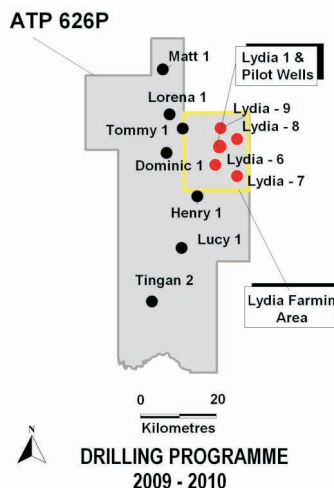 ATP 626P
Matt 1
Lydia 1 &
Pilot Wells
Lorena 1
Lydia - 9
Tommy 1
Lydia - 8
Dominic 1
Lydia - 6
Lydia - 7
Henry 1
Lucy 1
Tingan 2
Lydia Farmin
Area
0 20
Kilometres
N
DRILLING PROGRAMME
2009 - 2010